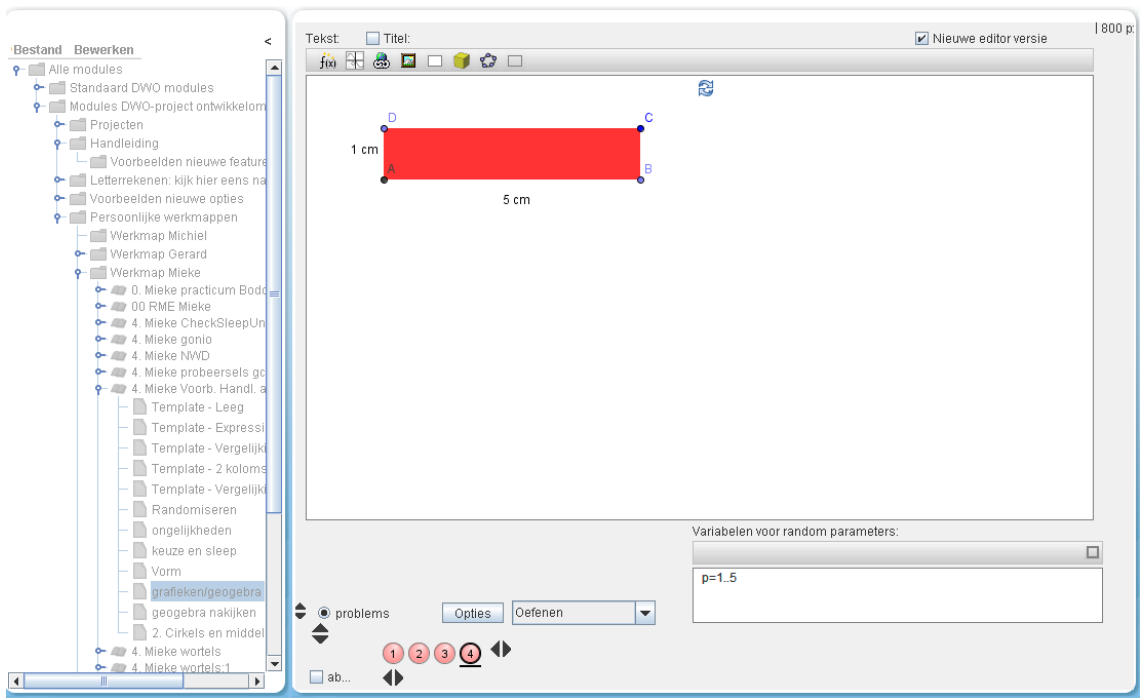 Bestand Bewerken
<
Alle modules
Standaard DWO modules
Modules DWO-project ontwikkelom
Projecten
Handleiding
Voorbeelden nieuwe feature
Letterrekenen: kijk hier eens na
Voorbeelden nieuwe opties
Persoonlijke werkmappen
Werkmap Michiel
Werkmap Gerard
Werkmap Mieke
0. Mieke practicum Bodo
00 RME Mieke
4. Mieke CheckSleepUn
4. Mieke gonio
4. Mieke NWD
4. Mieke probeersels gc
4. Mieke Voorb. Handl. a
Template - Leeg
Template - Expressi
Template - Vergelijki
Template - 2 koloms
Template - Vergelijki
Randomiseren
ongelijkheden
keuze en sleep
Vorm
grafieken/geogebra
geogebra nakijken
2. Cirkels en middel
4. Mieke wortels
4. Mieke wortels:1
Tekst: Titel: Nieuwe editor versie
| 800 p
f(x)
D C
1 cm
A B
5 cm
Variabelen voor random parameters:
p=1..5
problems Opties Oefenen
1 2 3 4
ab...